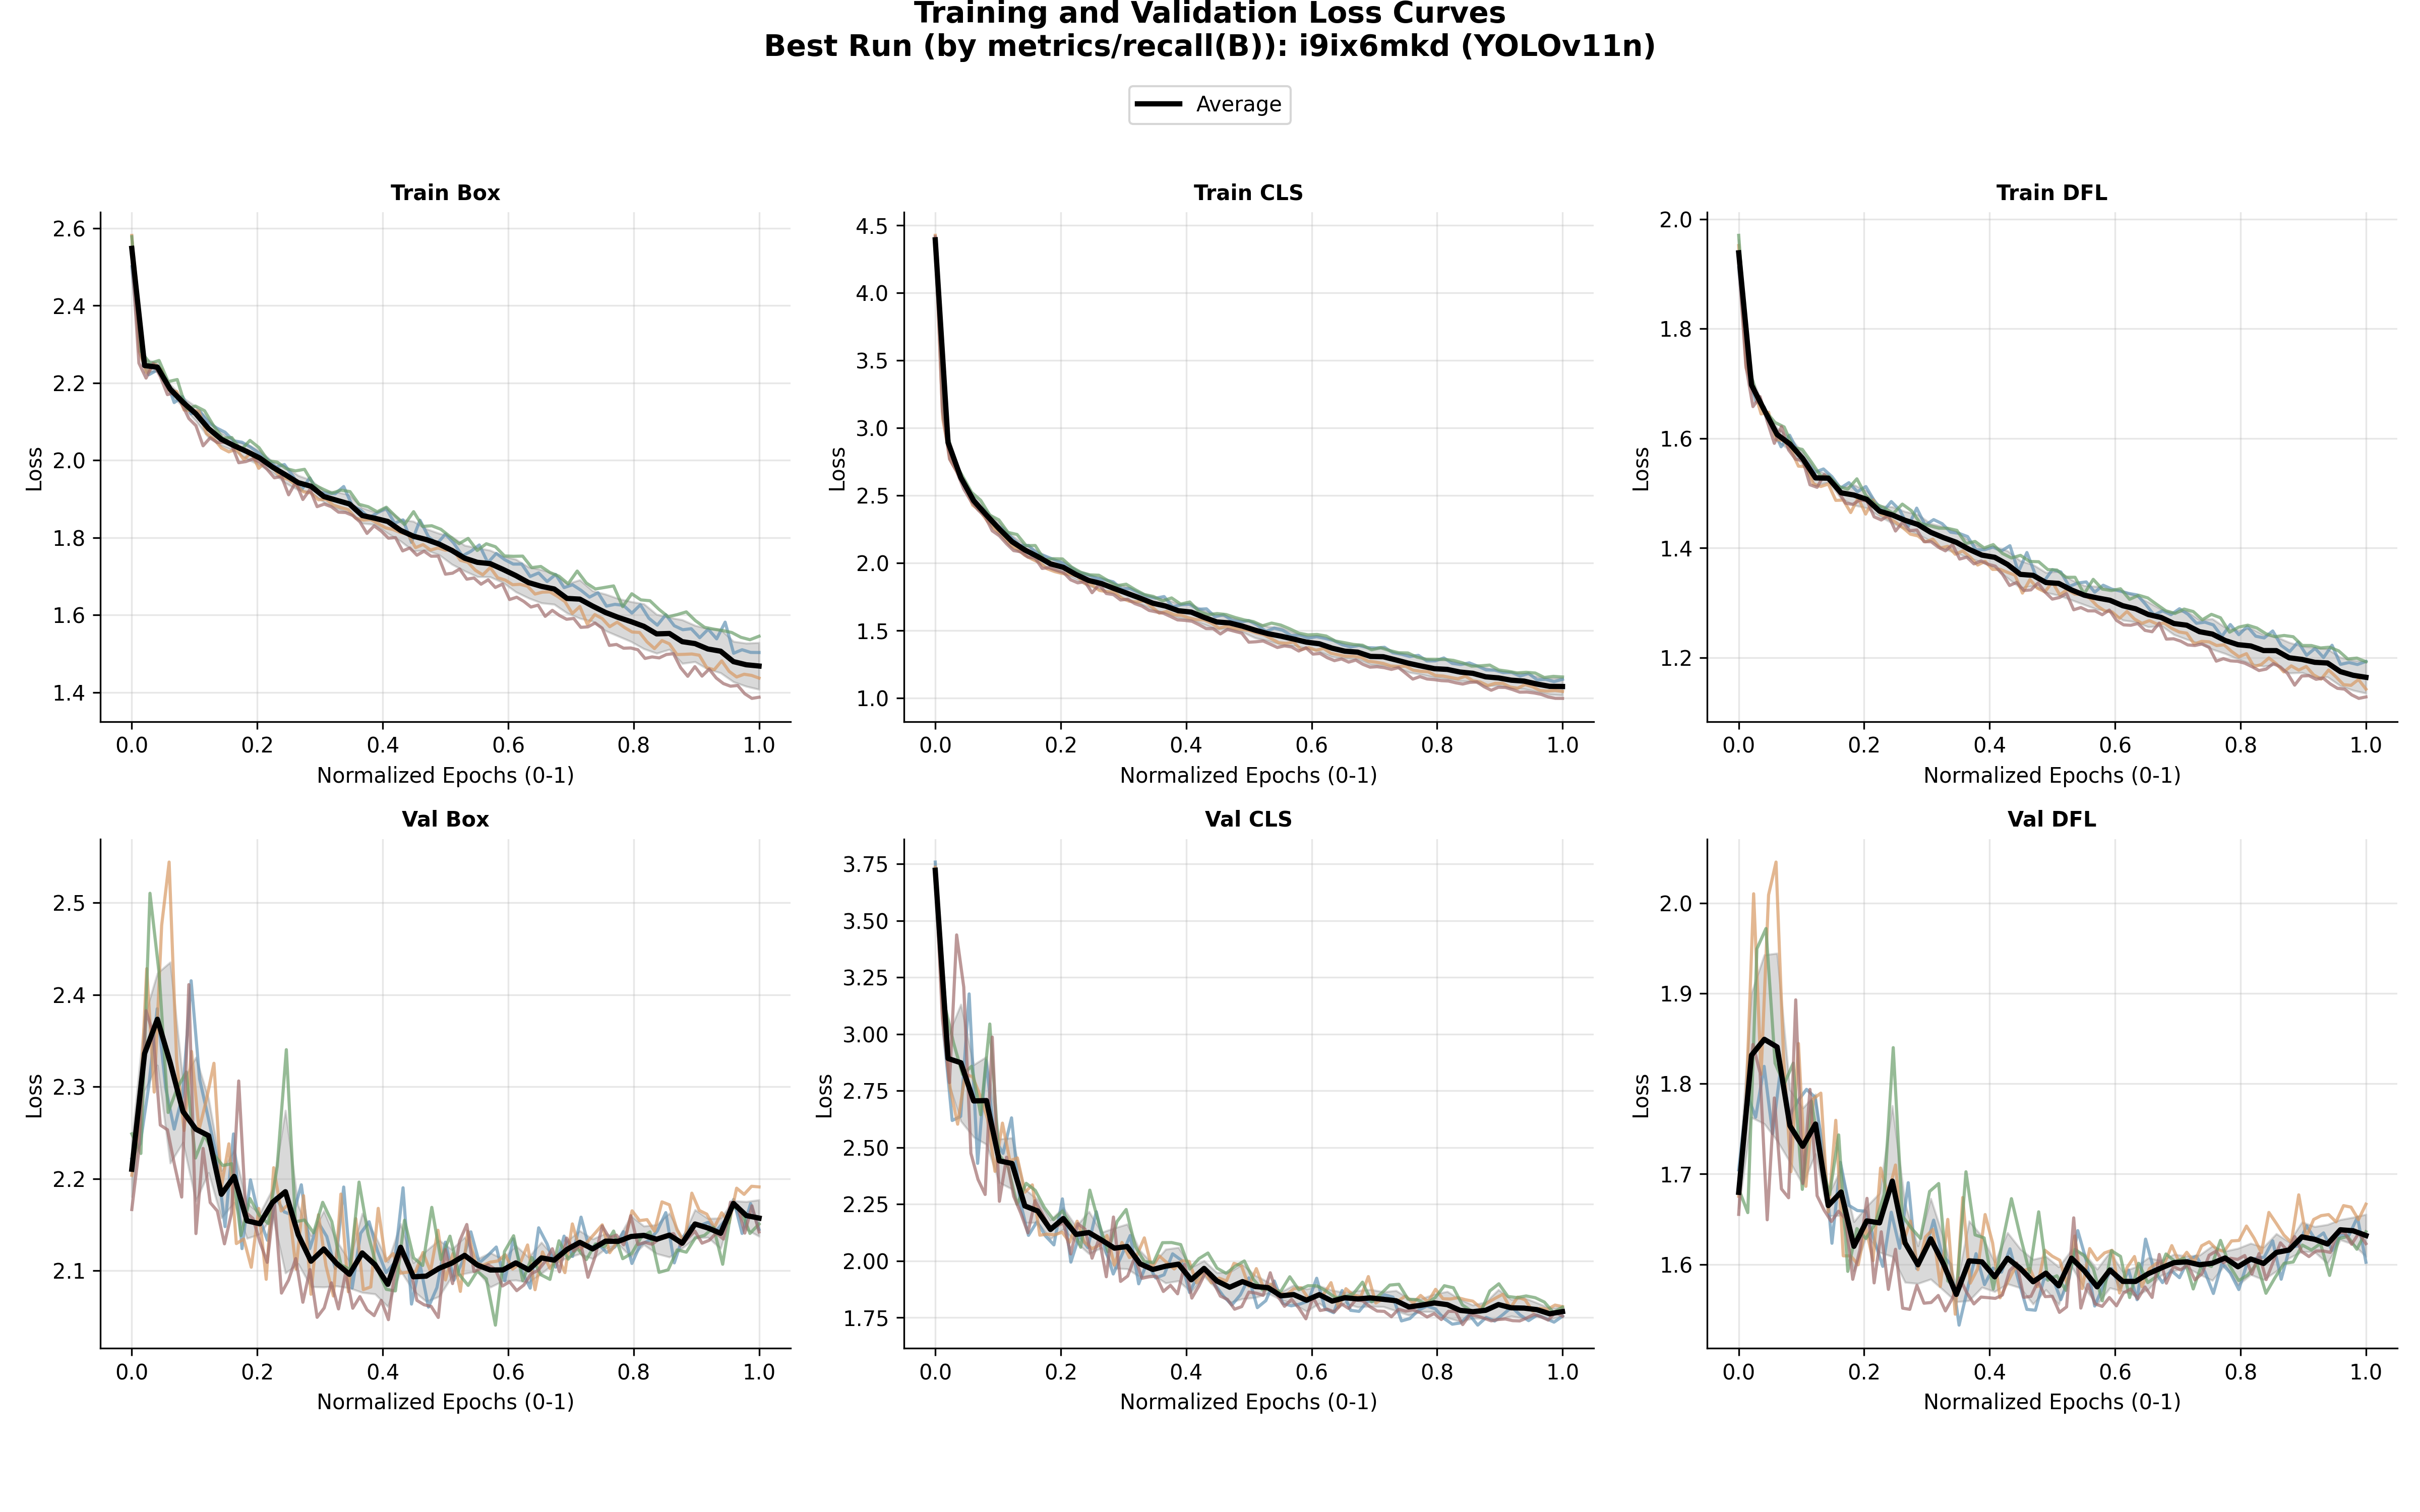 Training and Validation Loss Curves
Best Run (by metrics/recall(B)): i9ix6mkd (YOLOv11n)
Average
Train Box
Loss
2.6
2.4
2.2
2.0
1.8
1.6
1.4
0.0 0.2 0.4 0.6 0.8 1.0
Normalized Epochs (0-1)
Train CLS
Loss
4.5
4.0
3.5
3.0
2.5
2.0
1.5
1.0
0.0 0.2 0.4 0.6 0.8 1.0
Normalized Epochs (0-1)
Train DFL
Loss
2.0
1.8
1.6
1.4
1.2
0.0 0.2 0.4 0.6 0.8 1.0
Normalized Epochs (0-1)
Val Box
Loss
2.5
2.4
2.3
2.2
2.1
0.0 0.2 0.4 0.6 0.8 1.0
Normalized Epochs (0-1)
Val CLS
Loss
3.75
3.50
3.25
3.00
2.75
2.50
2.25
2.00
1.75
0.0 0.2 0.4 0.6 0.8 1.0
Normalized Epochs (0-1)
Val DFL
Loss
2.0
1.9
1.8
1.7
1.6
0.0 0.2 0.4 0.6 0.8 1.0
Normalized Epochs (0-1)